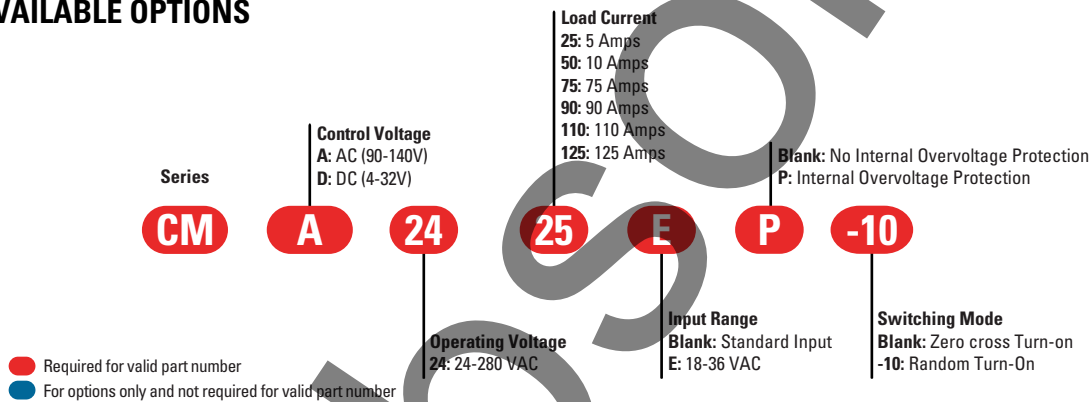 VAILABLE OPTIONS
Load Current
25: 5 Amps
50: 10 Amps
75: 75 Amps
90: 90 Amps
110: 110 Amps
125: 125 Amps
Control Voltage
A: AC (90-140V)
D: DC (4-32V)
Blank: No Internal Overvoltage Protection
P: Internal Overvoltage Protection
Series
CM A 24 25 E P -10
Operating Voltage
24: 24-280 VAC
Input Range
Blank: Standard Input
E: 18-36 VAC
Switching Mode
Blank: Zero cross Turn-on
-10: Random Turn-On
Required for valid part number
For options only and not required for valid part number